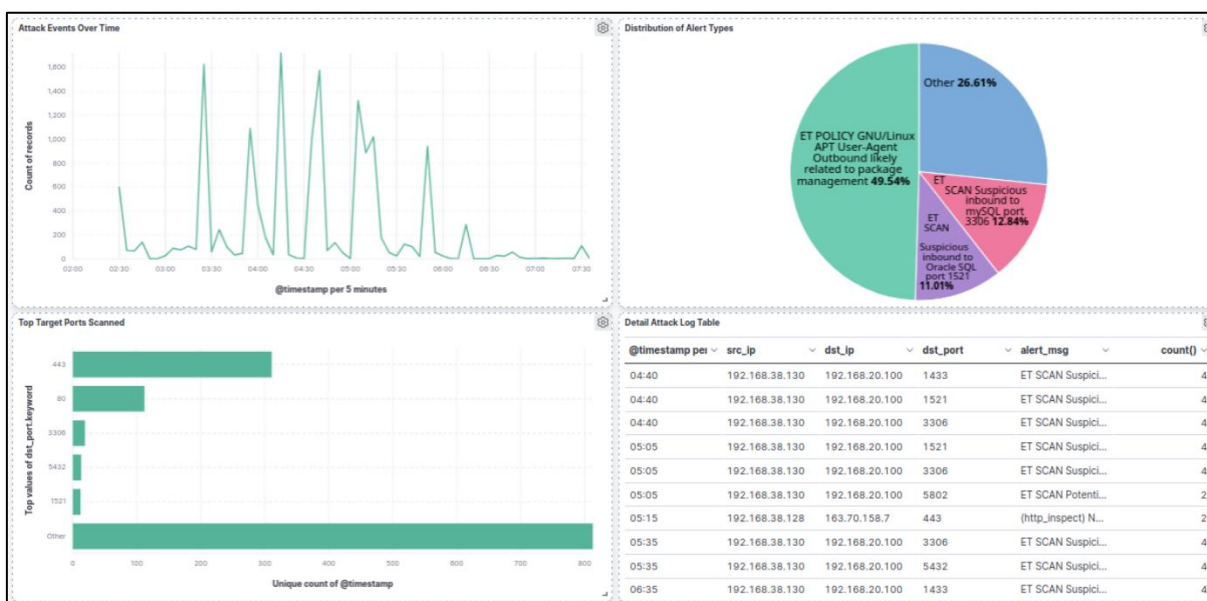 Attack Events Over Time
1,600
1,400
1,200
1,000
800
600
400
200
0
Count of records
02:00 02:30 03:00 03:30 04:00 04:30 05:00 05:30 06:00 06:30 07:00 07:30
@timestamp per 5 minutes
Distribution of Alert Types
Other 26.61%
ET POLICY GNU/Linux
APT User-Agent
Outbound likely
related to package
management 49.54%
ET
SCAN Suspicious
inbound to
mySQL port
3306 12.84%
ET
SCAN
Suspicious
inbound to
Oracle SQL
port 1521
11.01%
Top Target Ports Scanned
Top values of dst_port.keyword
443
80
3306
5432
1521
Other
0 100 200 300 400 500 600 700 800
Unique count of @timestamp
Detail Attack Log Table
@timestamp per src_ip dst_ip dst_port alert_msg count()
04:40 192.168.38.130 192.168.20.100 1433 ET SCAN Suspici... 4
04:40 192.168.38.130 192.168.20.100 1521 ET SCAN Suspici... 4
04:40 192.168.38.130 192.168.20.100 3306 ET SCAN Suspici... 4
05:05 192.168.38.130 192.168.20.100 1521 ET SCAN Suspici... 4
05:05 192.168.38.130 192.168.20.100 3306 ET SCAN Suspici... 4
05:05 192.168.38.130 192.168.20.100 5802 ET SCAN Potenti... 2
05:15 192.168.38.128 163.70.158.7 443 (http_inspect) N... 2
05:35 192.168.38.130 192.168.20.100 3306 ET SCAN Suspici... 4
05:35 192.168.38.130 192.168.20.100 5432 ET SCAN Suspici... 4
06:35 192.168.38.130 192.168.20.100 1433 ET SCAN Suspici... 4